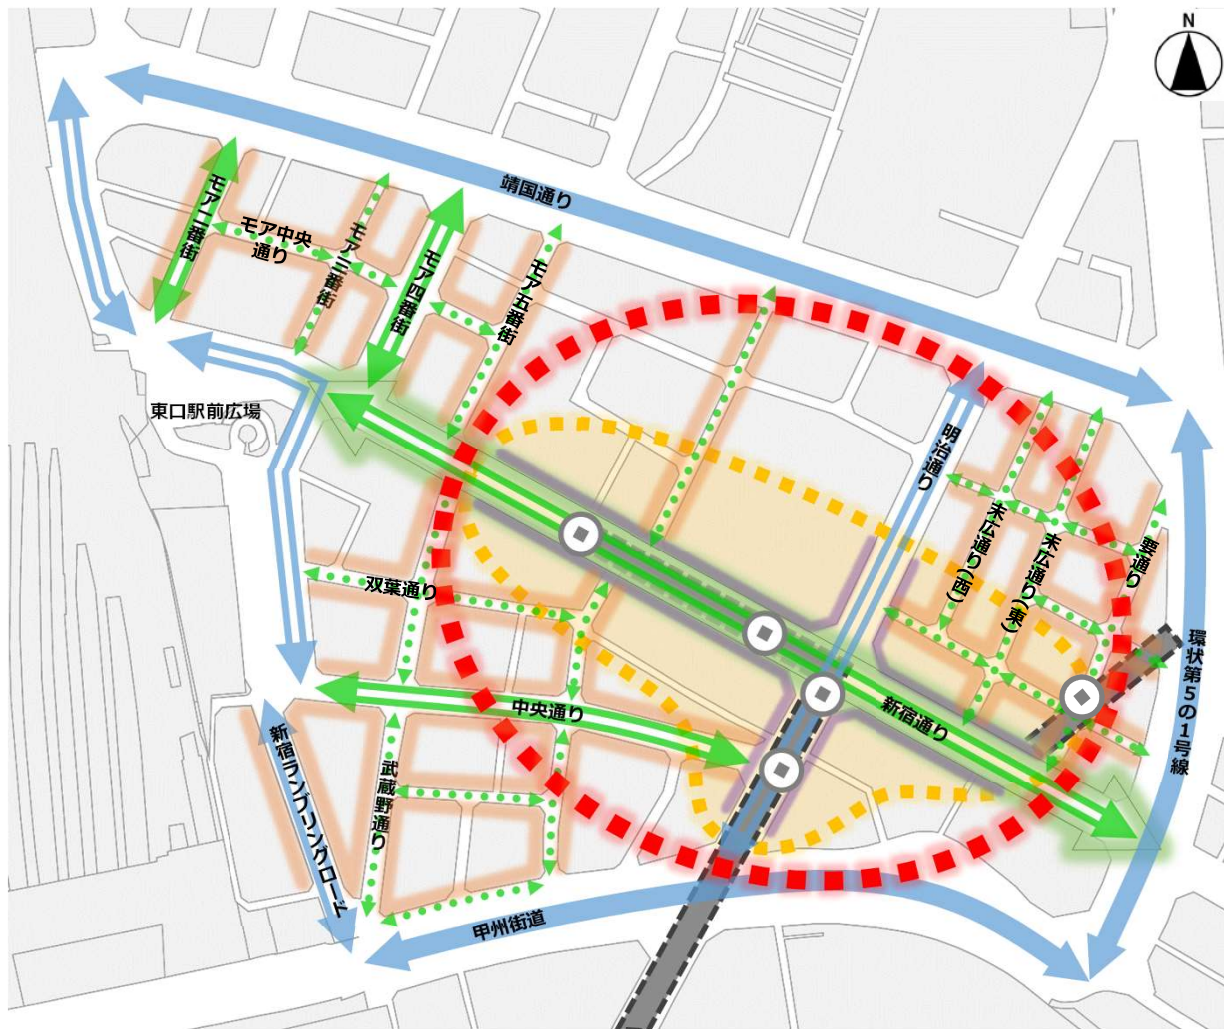 N
靖国通り
モア二番街
モア中央
通り
モア三番街
モア四番街
モア五番街
東口駅前広場
明治通り
末広通り(西)
末広通り(東)
要通り
双葉通り
環状第5の1号線
新宿通り
中央通り
新宿ラングリングロード
武蔵野通り
甲州街道